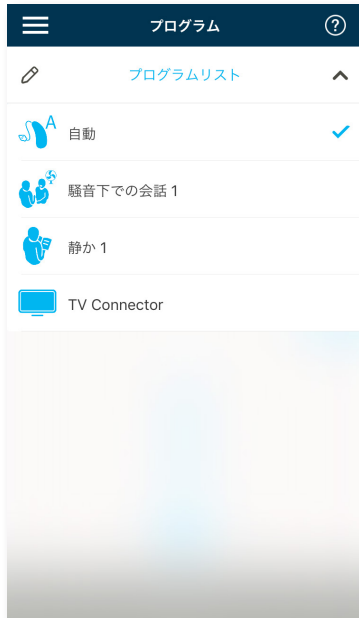 プログラム
?
プログラムリスト
A
自動
騒音下での会話 1
静か 1
TV Connector